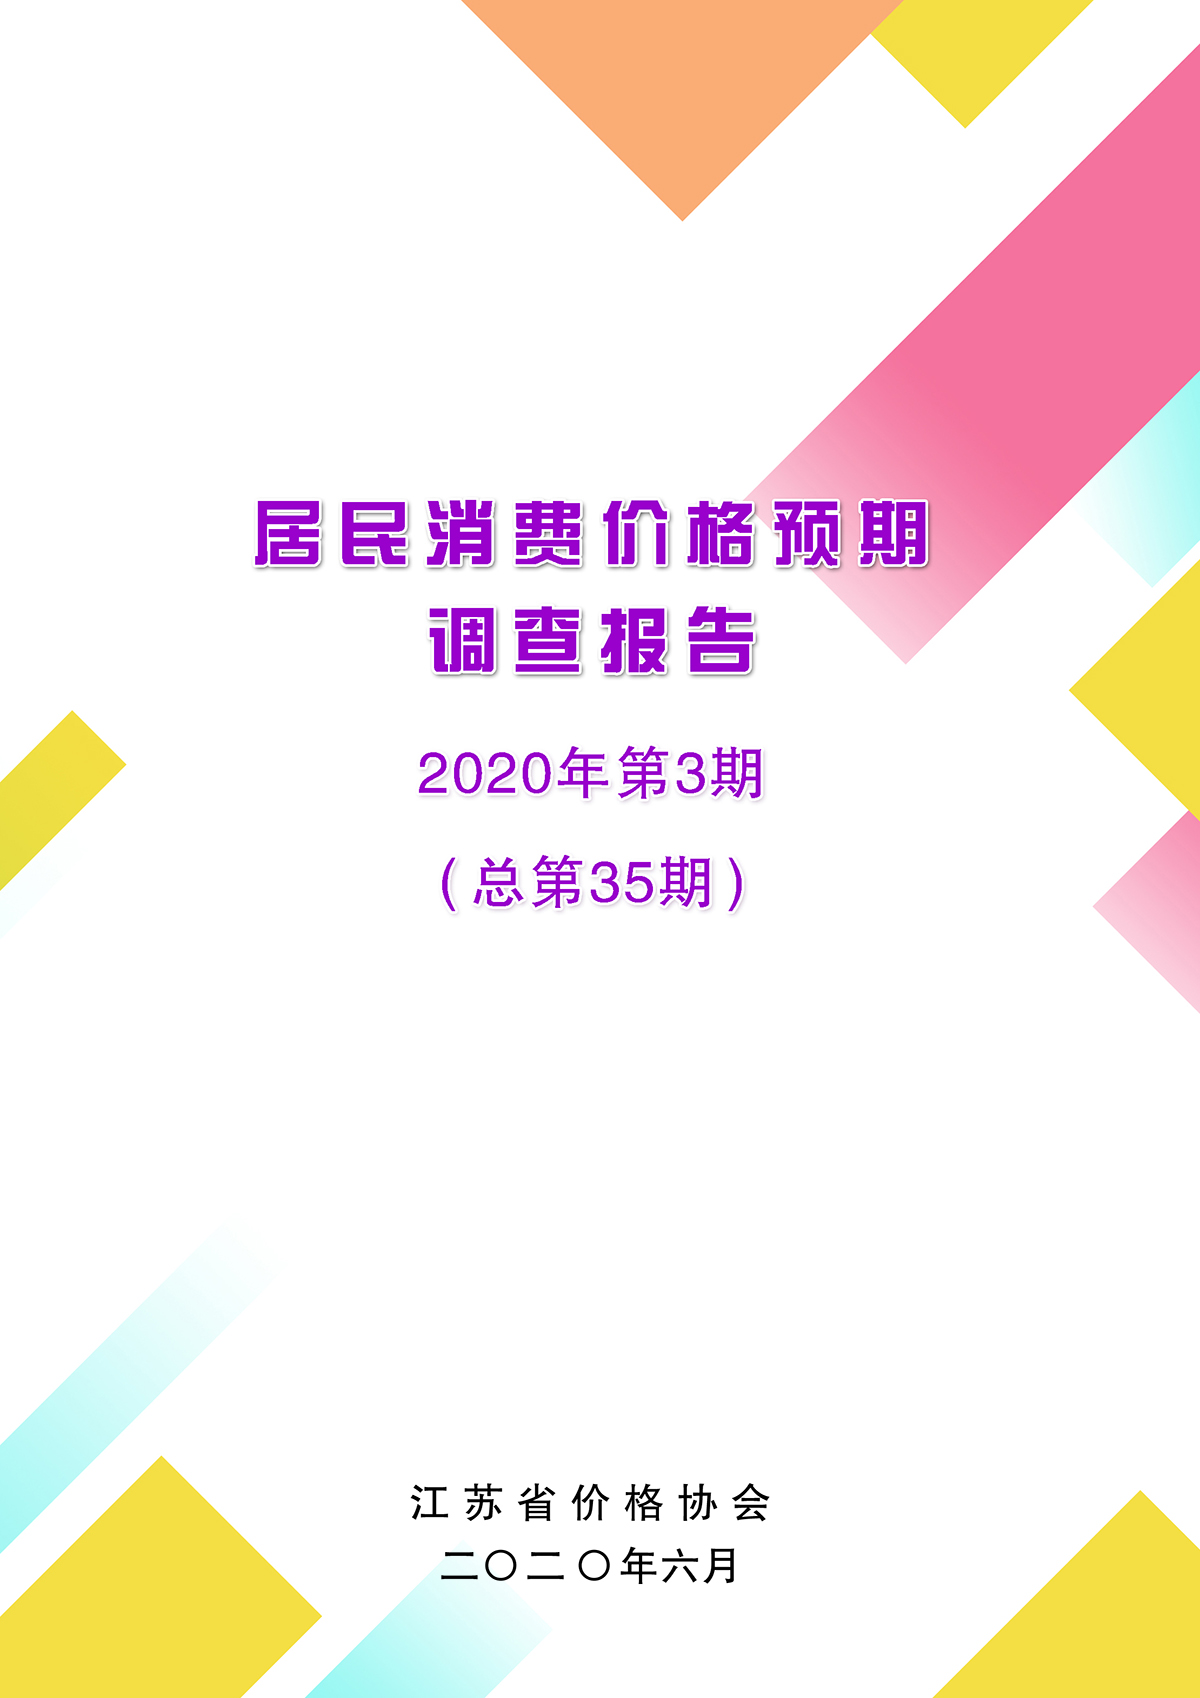 居民消费价格预期
调查报告
2020年第3期
（总第35期）
江苏省价格协会
二〇二〇年六月